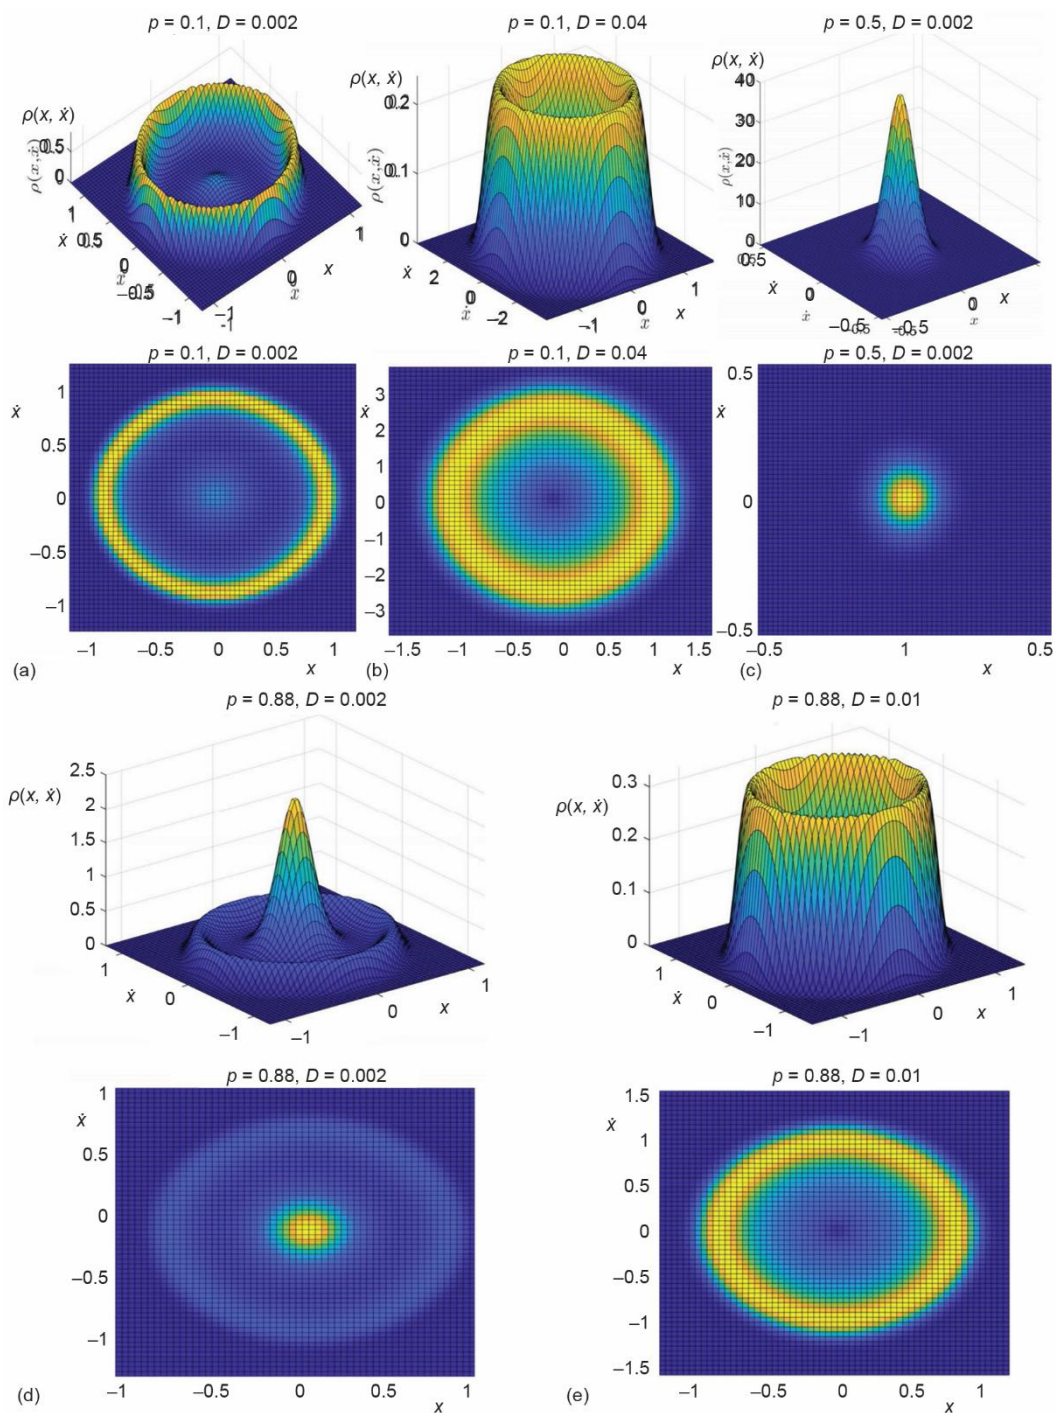 p = 0.1, D = 0.002
p = 0.1, D = 0.04
p = 0.5, D = 0.002
ρ(x, ẋ)
ρ(x,ẋ)
0.5
0
1
0.5
0
−0.5
−1
ẋ
ẋ
−1
0
1
x
x
ρ(x, ẋ)
ρ(x,ẋ)
0.2
0.1
0
2
0
−2
ẋ
ẋ
−1
0
1
x
x
ρ(x, ẋ)
ρ(x,ẋ)
40
30
20
10
0
0.5
0
−0.5
ẋ
ẋ
−0.5
0
x
x
p = 0.1, D = 0.002
p = 0.1, D = 0.04
p = 0.5, D = 0.002
ẋ
1
0.5
0
−0.5
−1
−1 −0.5 0 0.5 1
x
(a)
ẋ
3
2
1
0
−1
−2
−3
−1.5 −1 −0.5 0 0.5 1 1.5
x
(b)
ẋ
0.5
0
−0.5
−0.5 1 0.5
x
(c)
p = 0.88, D = 0.002
p = 0.88, D = 0.01
ρ(x, ẋ)
2.5
2
1.5
1
0.5
0
1
0
−1
ẋ
−1
0
1
x
ρ(x, ẋ)
0.3
0.2
0.1
0
1
0
−1
ẋ
−1
0
1
x
p = 0.88, D = 0.002
p = 0.88, D = 0.01
ẋ
1
0.5
0
−0.5
−1
−1 −0.5 0 0.5 1
x
(d)
ẋ
1.5
1
0.5
0
−0.5
−1
−1.5
−1 −0.5 0 0.5 1
x
(e)